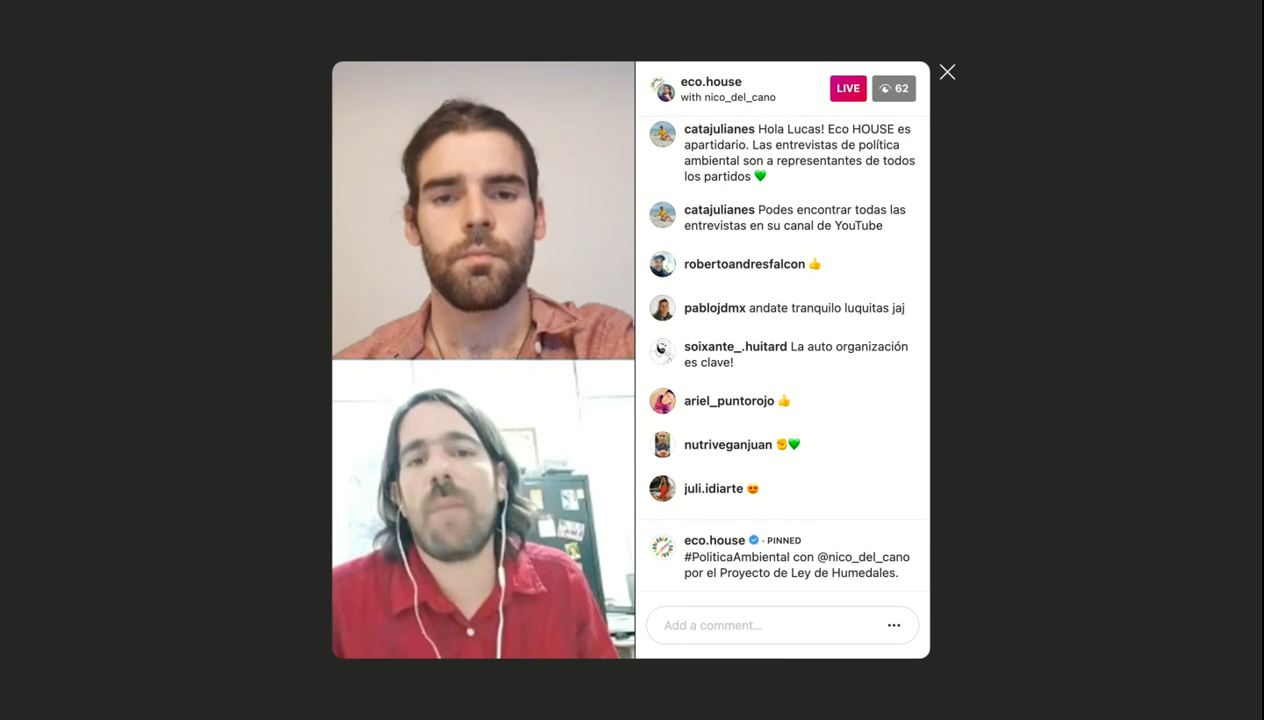 eco.house
with nico_del_cano
LIVE
62
catajulianes Hola Lucas! Eco HOUSE es
apartidario. Las entrevistas de política
ambiental son a representantes de todos
los partidos 💚
catajulianes Podes encontrar todas las
entrevistas en su canal de YouTube
robertoandresfalcon 👍
pablojdmx andate tranquilo luquitas jaj
soixante_.huitard La auto organización
es clave!
ariel_puntorojo 👍
nutriveganjuan ✊💚
juli.idiarte 😍
eco.house · PINNED
#PoliticaAmbiental con @nico_del_cano
por el Proyecto de Ley de Humedales.
Add a comment...